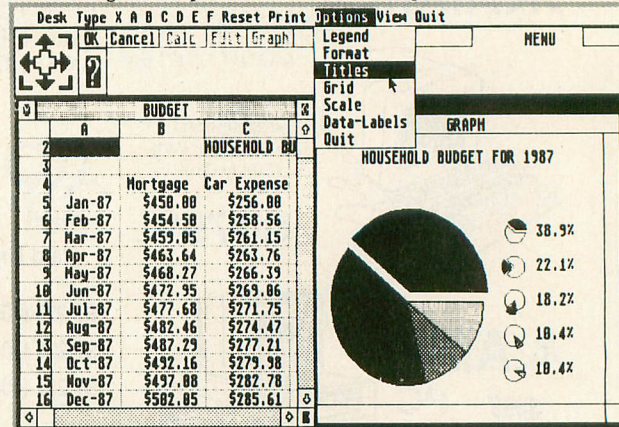 Desk Type X A B C D E F Reset Print Options View Quit
OK Cancel Calc Edit Graph
?
MENU
Legend
Format
Titles
Grid
Scale
Data-Labels
Quit
BUDGET
A B C
2 HOUSEHOLD BU
3
4 Mortgage Car Expense
5 Jan-87 $450.00 $256.00
6 Feb-87 $454.50 $258.56
7 Mar-87 $459.05 $261.15
8 Apr-87 $463.64 $263.76
9 May-87 $468.27 $266.39
10 Jun-87 $472.95 $269.06
11 Jul-87 $477.68 $271.75
12 Aug-87 $482.46 $274.47
13 Sep-87 $487.29 $277.21
14 Oct-87 $492.16 $279.98
15 Nov-87 $497.08 $282.78
16 Dec-87 $502.05 $285.61
GRAPH
HOUSEHOLD BUDGET FOR 1987
38.9%
22.1%
18.2%
10.4%
10.4%